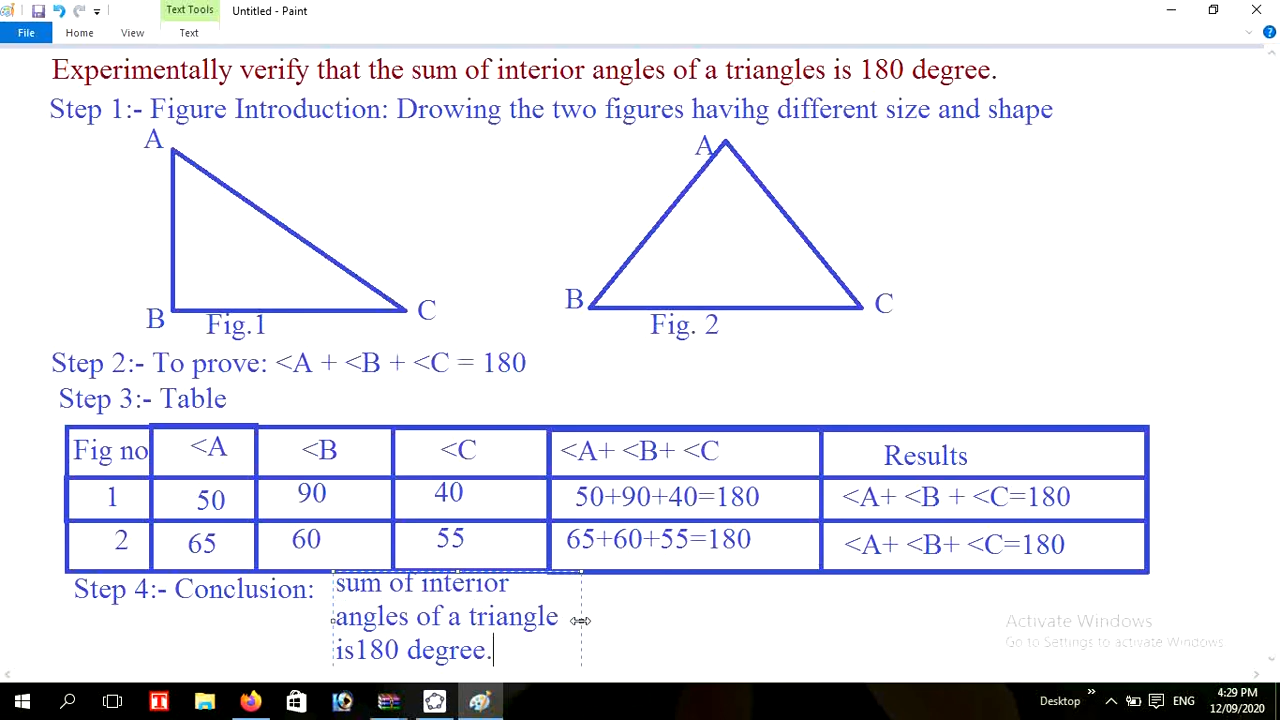 Text Tools
Untitled - Paint
File Home View Text
Experimentally verify that the sum of interior angles of a triangles is 180 degree.
Step 1:- Figure Introduction: Drowing the two figures havihg different size and shape
A
A
B
C
B
C
Fig.1
Fig. 2
Step 2:- To prove: <A + <B + <C = 180
Step 3:- Table
Fig no <A <B <C <A+ <B+ <C Results
1 50 90 40 50+90+40=180 <A+ <B + <C=180
2 65 60 55 65+60+55=180 <A+ <B+ <C=180
Step 4:- Conclusion: sum of interior
angles of a triangle
is180 degree.
Activate Windows
Go to Settings to activate Windows
Desktop ENG 4:29 PM
12/09/2020